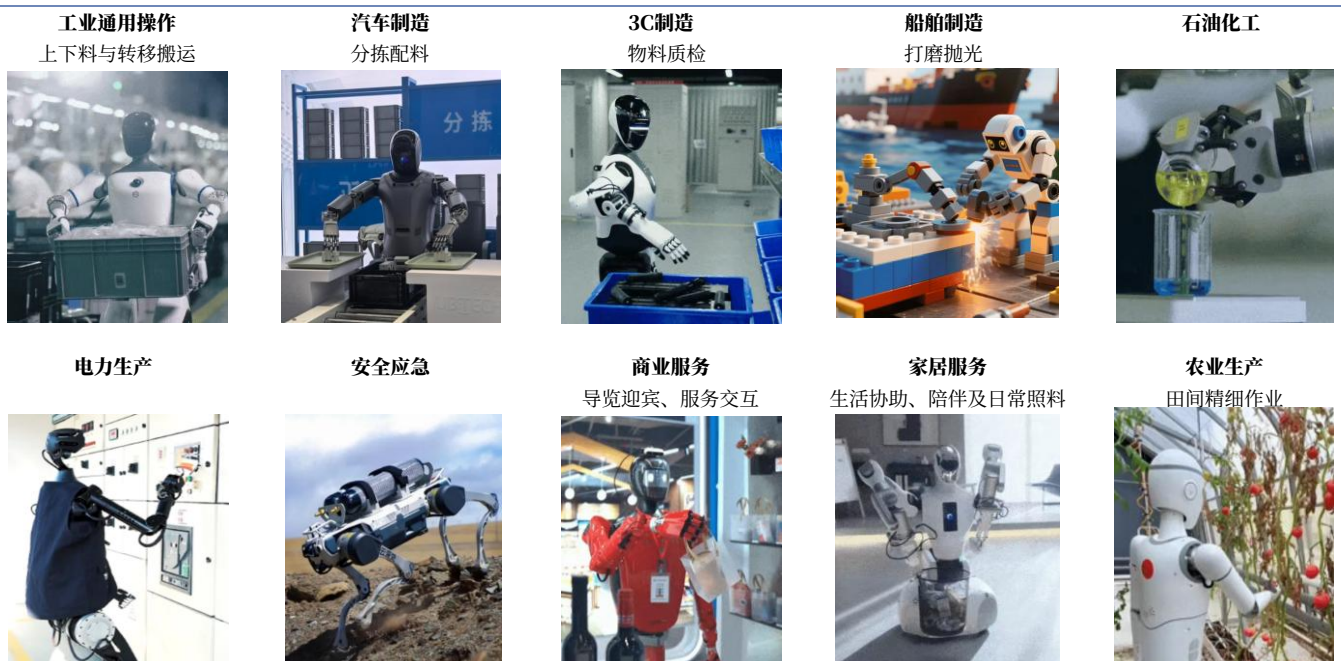 工业通用操作
上下料与转移搬运
汽车制造
分拣配料
3C制造
物料质检
船舶制造
打磨抛光
石油化工
分拣
电力生产
安全应急
商业服务
导览迎宾、服务交互
家居服务
生活协助、陪伴及日常照料
农业生产
田间精细作业